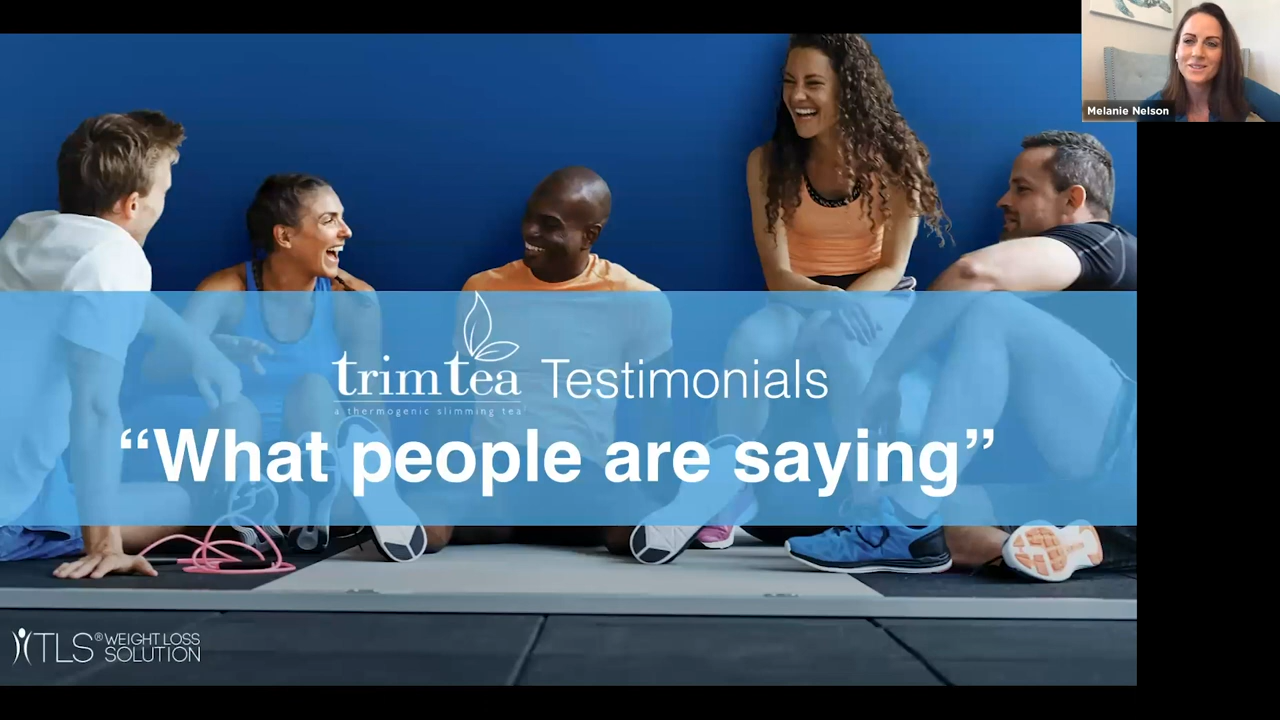 Melanie Nelson
trimtea Testimonials
a thermogenic slimming tea
“What people are saying”
TLS® WEIGHT LOSS
SOLUTION